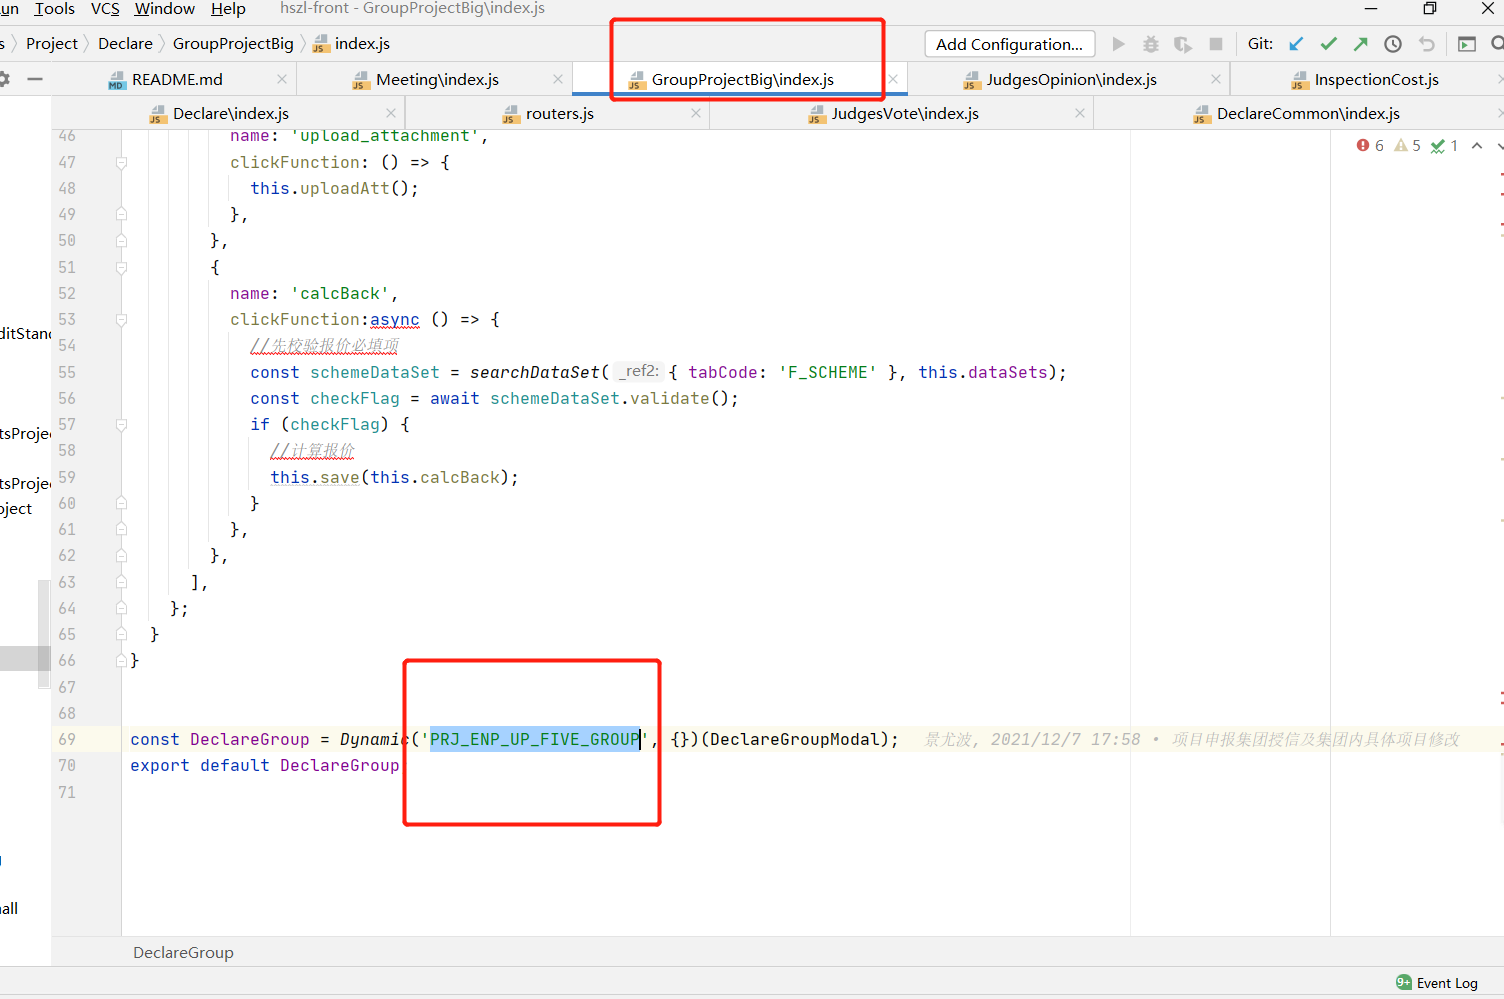 Tools VCS Window Help hszl-front - GroupProjectBig\index.js
Project Declare GroupProjectBig index.js Add Configuration... Git:
README.md Meeting\index.js GroupProjectBig\index.js JudgesOpinion\index.js InspectionCost.js
Declare\index.js routers.js JudgesVote\index.js DeclareCommon\index.js
6 5 1
46 name: 'upload_attachment',
47 clickFunction: () => {
48 this.uploadAtt();
49 },
50 },
51 {
52 name: 'calcBack',
53 clickFunction:async () => {
54 //先校验报价必填项
55 const schemeDataSet = searchDataSet( _ref2: { tabCode: 'F_SCHEME' }, this.dataSets);
56 const checkFlag = await schemeDataSet.validate();
57 if (checkFlag) {
58 //计算报价
59 this.save(this.calcBack);
60 }
61 },
62 },
63 ],
64 };
65 }
66 }
67
68
69 const DeclareGroup = Dynamic('PRJ_ENP_UP_FIVE_GROUP', {})(DeclareGroupModal); 景尤波, 2021/12/7 17:58 • 项目申报集团授信及集团内具体项目修改
70 export default DeclareGroup
71
DeclareGroup
9+ Event Log